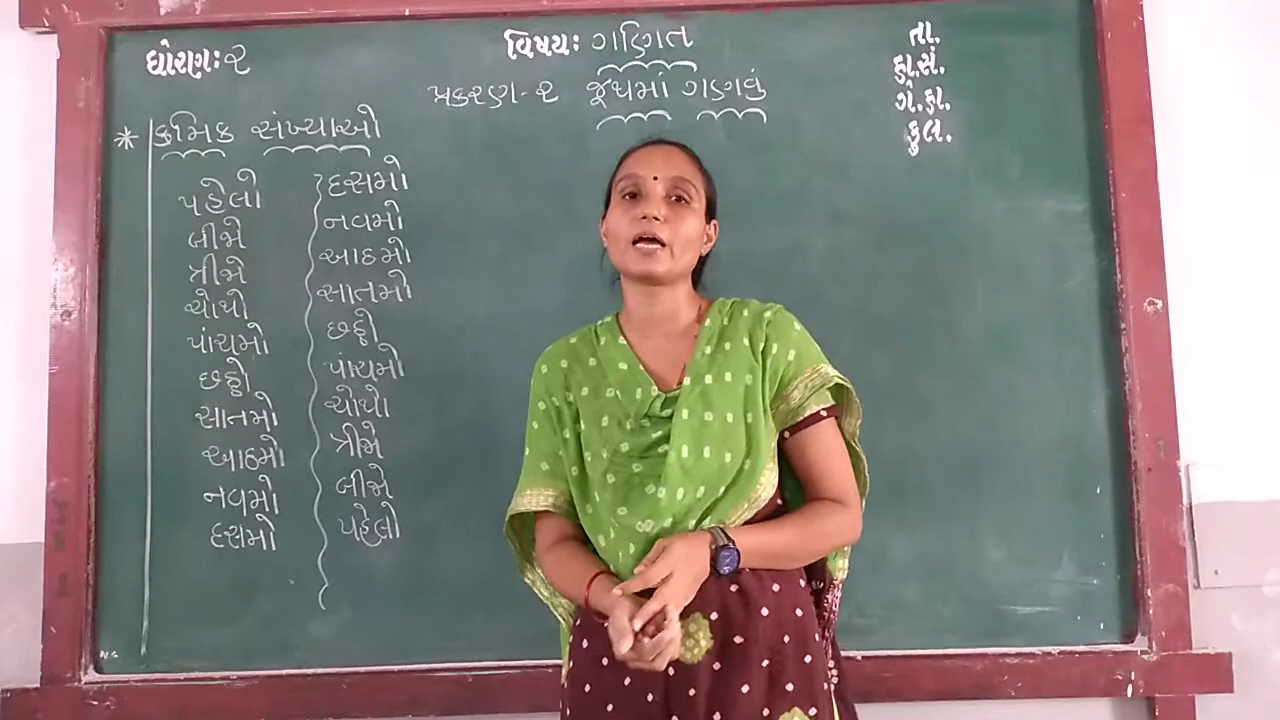 ધોરણ:૨
વિષય: ગણિત
પ્રકરણ-૨ જૂથમાં ગણવું
તા.
હા.સં.
ગે.હા.
કુલ.
* ક્રમિક સંખ્યાઓ
પહેલો
બીજો
ત્રીજો
ચોથો
પાંચમો
છઠ્ઠો
સાતમો
આઠમો
નવમો
દસમો
દસમો
નવમો
આઠમો
સાતમો
છઠ્ઠો
પાંચમો
ચોથો
ત્રીજો
બીજો
પહેલો